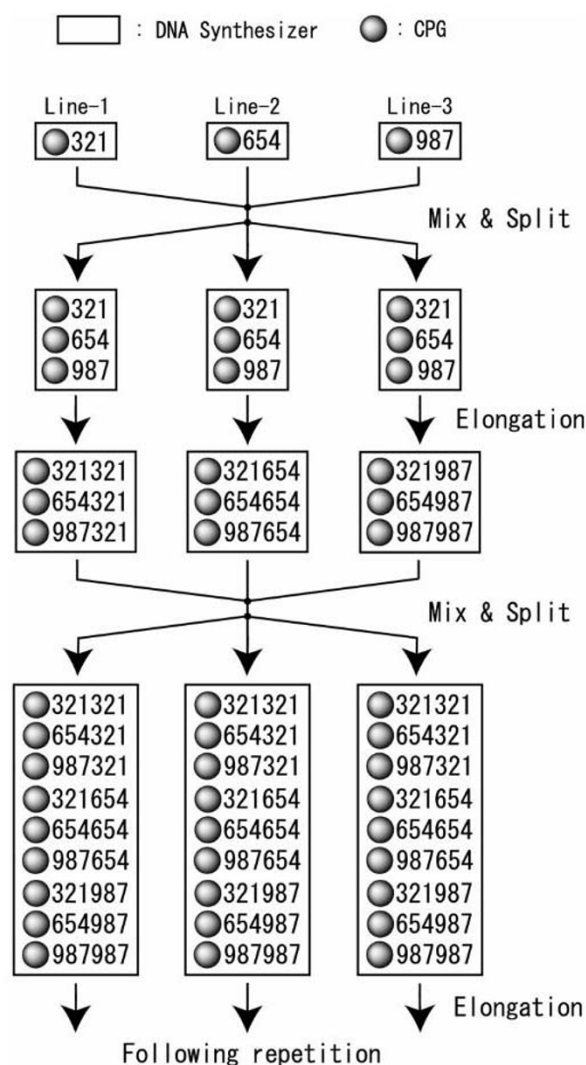 : DNA Synthesizer : CPG
Line-1 Line-2 Line-3
321 654 987
Mix & Split
321 321 321
654 654 654
987 987 987
Elongation
321321 321654 321987
654321 654654 654987
987321 987654 987987
Mix & Split
321321 321321 321321
654321 654321 654321
987321 987321 987321
321654 321654 321654
654654 654654 654654
987654 987654 987654
321987 321987 321987
654987 654987 654987
987987 987987 987987
Elongation
Following repetition